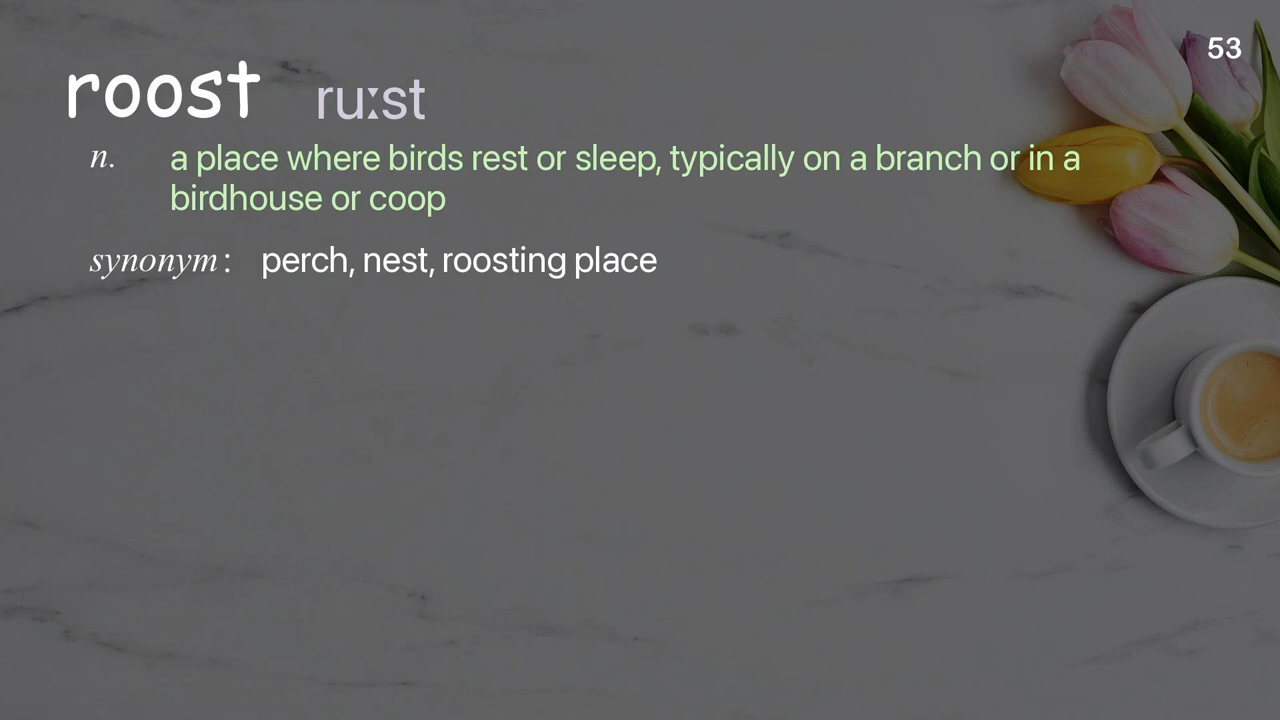 53
roost ruːst
n. a place where birds rest or sleep, typically on a branch or in a
birdhouse or coop
synonym : perch, nest, roosting place